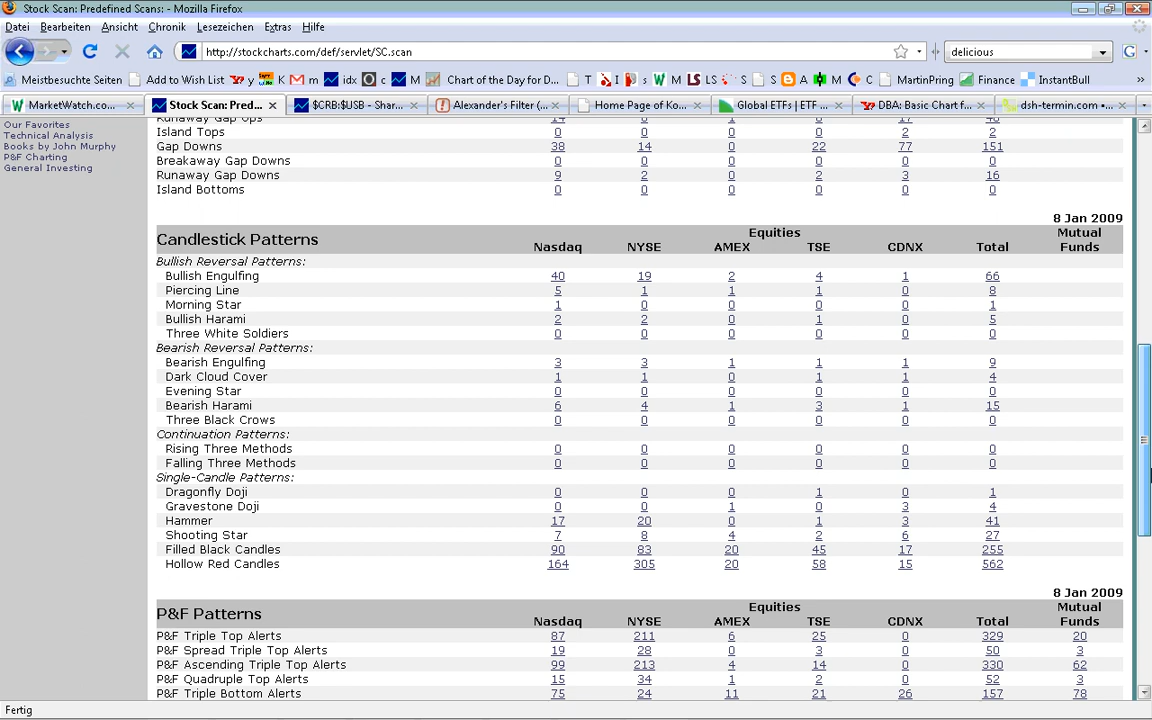 Stock Scan: Predefined Scans: - Mozilla Firefox
Datei Bearbeiten Ansicht Chronik Lesezeichen Extras Hilfe
http://stockcharts.com/def/servlet/SC.scan delicious
Meistbesuchte Seiten Add to Wish List K M m idx c M Chart of the Day for D... T I s W M LS LS S S B A M C C MartinPring Finance InstantBull »
MarketWatch.co... Stock Scan: Pred... $CRB:$USB - Shar... Alexander's Filter (... Home Page of Ko... Global ETFs | ETF ... DBA: Basic Chart f... dsh-termin.com •...
Our Favorites
Technical Analysis
Books by John Murphy
P&F Charting
General Investing
Runaway Gap Ups 14 0 1 0 17 40
Island Tops 0 0 0 0 2 2
Gap Downs 38 14 0 22 77 151
Breakaway Gap Downs 0 0 0 0 0 0
Runaway Gap Downs 9 2 0 2 3 16
Island Bottoms 0 0 0 0 0 0
8 Jan 2009
Candlestick Patterns Equities Mutual
Nasdaq NYSE AMEX TSE CDNX Total Funds
Bullish Reversal Patterns:
Bullish Engulfing 40 19 2 4 1 66
Piercing Line 5 1 1 1 0 8
Morning Star 1 0 0 0 0 1
Bullish Harami 2 2 0 1 0 5
Three White Soldiers 0 0 0 0 0 0
Bearish Reversal Patterns:
Bearish Engulfing 3 3 1 1 1 9
Dark Cloud Cover 1 1 0 1 1 4
Evening Star 0 0 0 0 0 0
Bearish Harami 6 4 1 3 1 15
Three Black Crows 0 0 0 0 0 0
Continuation Patterns:
Rising Three Methods 0 0 0 0 0 0
Falling Three Methods 0 0 0 0 0 0
Single-Candle Patterns:
Dragonfly Doji 0 0 0 1 0 1
Gravestone Doji 0 0 1 0 3 4
Hammer 17 20 0 1 3 41
Shooting Star 7 8 4 2 6 27
Filled Black Candles 90 83 20 45 17 255
Hollow Red Candles 164 305 20 58 15 562
8 Jan 2009
P&F Patterns Equities Mutual
Nasdaq NYSE AMEX TSE CDNX Total Funds
P&F Triple Top Alerts 87 211 6 25 0 329 20
P&F Spread Triple Top Alerts 19 28 0 3 0 50 3
P&F Ascending Triple Top Alerts 99 213 4 14 0 330 62
P&F Quadruple Top Alerts 15 34 1 2 0 52 3
P&F Triple Bottom Alerts 75 24 11 21 26 157 78
Fertig